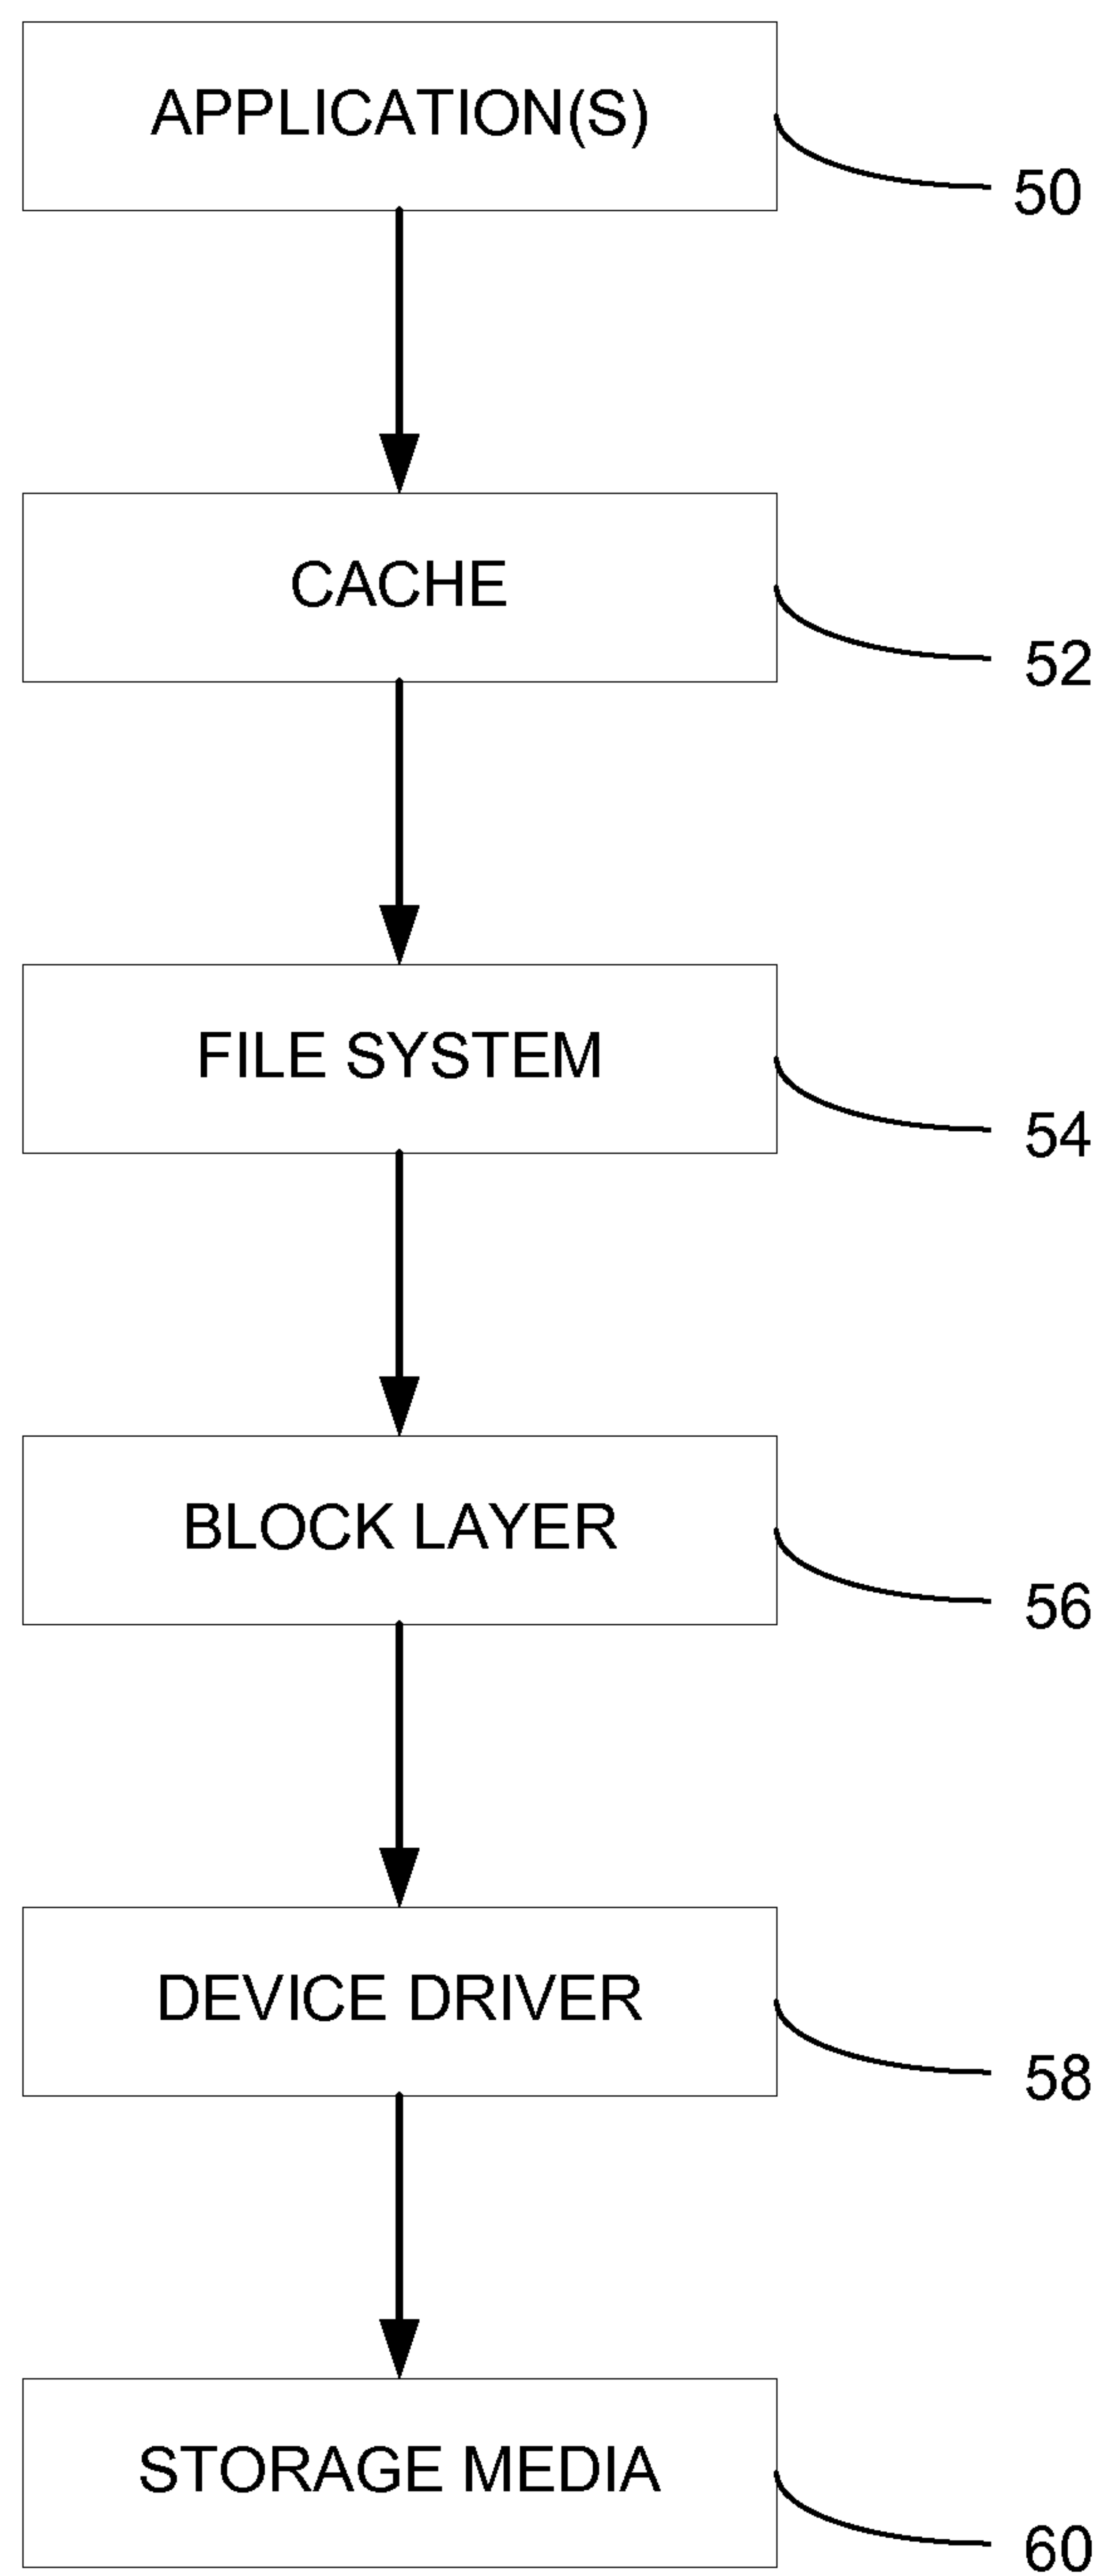 APPLICATION(S)
50
CACHE
52
FILE SYSTEM
54
BLOCK LAYER
56
DEVICE DRIVER
58
STORAGE MEDIA
60